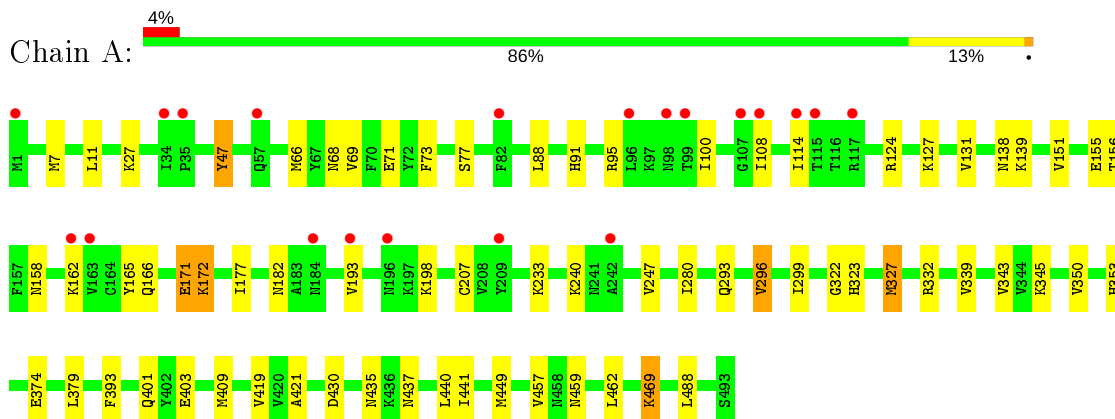 4%
Chain A:
86%
13%
•
M1 M7 L11 K27 I34 P35 Y47 Q57 M66 Y67 N68 V69 F70 E71 Y72 F73 S77 F82 L88 H91 R95 L96 K97 N98 T99 I100 G107 I108 I114 T115 T116 R117 R124 K127 V131 N138 K139 V151 E155 T156
F157 N158 K162 V163 C164 Y165 Q166 E171 K172 I177 N182 A183 N184 V193 N196 K197 K198 C207 V208 Y209 K233 K240 N241 A242 V247 I280 Q293 V296 I299 G322 H323 M327 R332 V339 V343 V344 K345 V350 H353
E374 L379 F393 Q401 Y402 E403 M409 V419 V420 A421 D430 N435 K436 N437 L440 I441 M449 V457 N458 N459 L462 K469 L488 S493